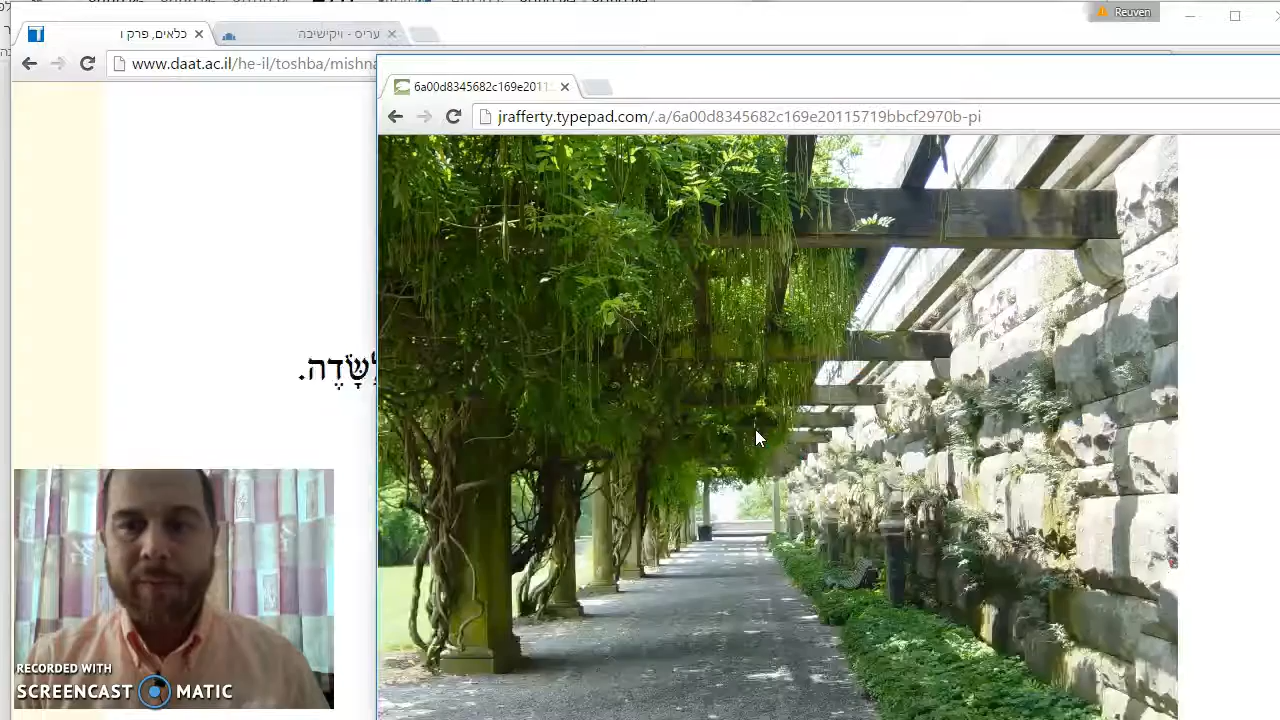 Reuven
כלאים, פרק ו
עריס - ויקישיבה
www.daat.ac.il/he-il/toshba/mishna
6a00d8345682c169e2011
jrafferty.typepad.com/.a/6a00d8345682c169e20115719bbcf2970b-pi
שָּׂדֶה.
RECORDED WITH
SCREENCAST MATIC